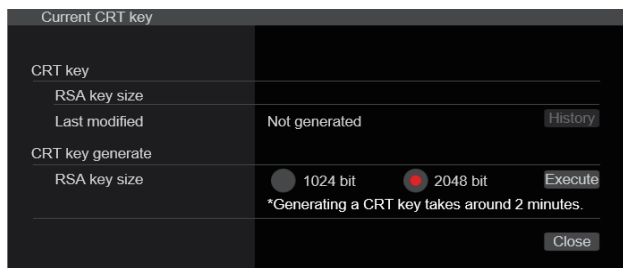 Current CRT key
CRT key
RSA key size
Last modified Not generated History
CRT key generate
RSA key size 1024 bit 2048 bit Execute
*Generating a CRT key takes around 2 minutes.
Close